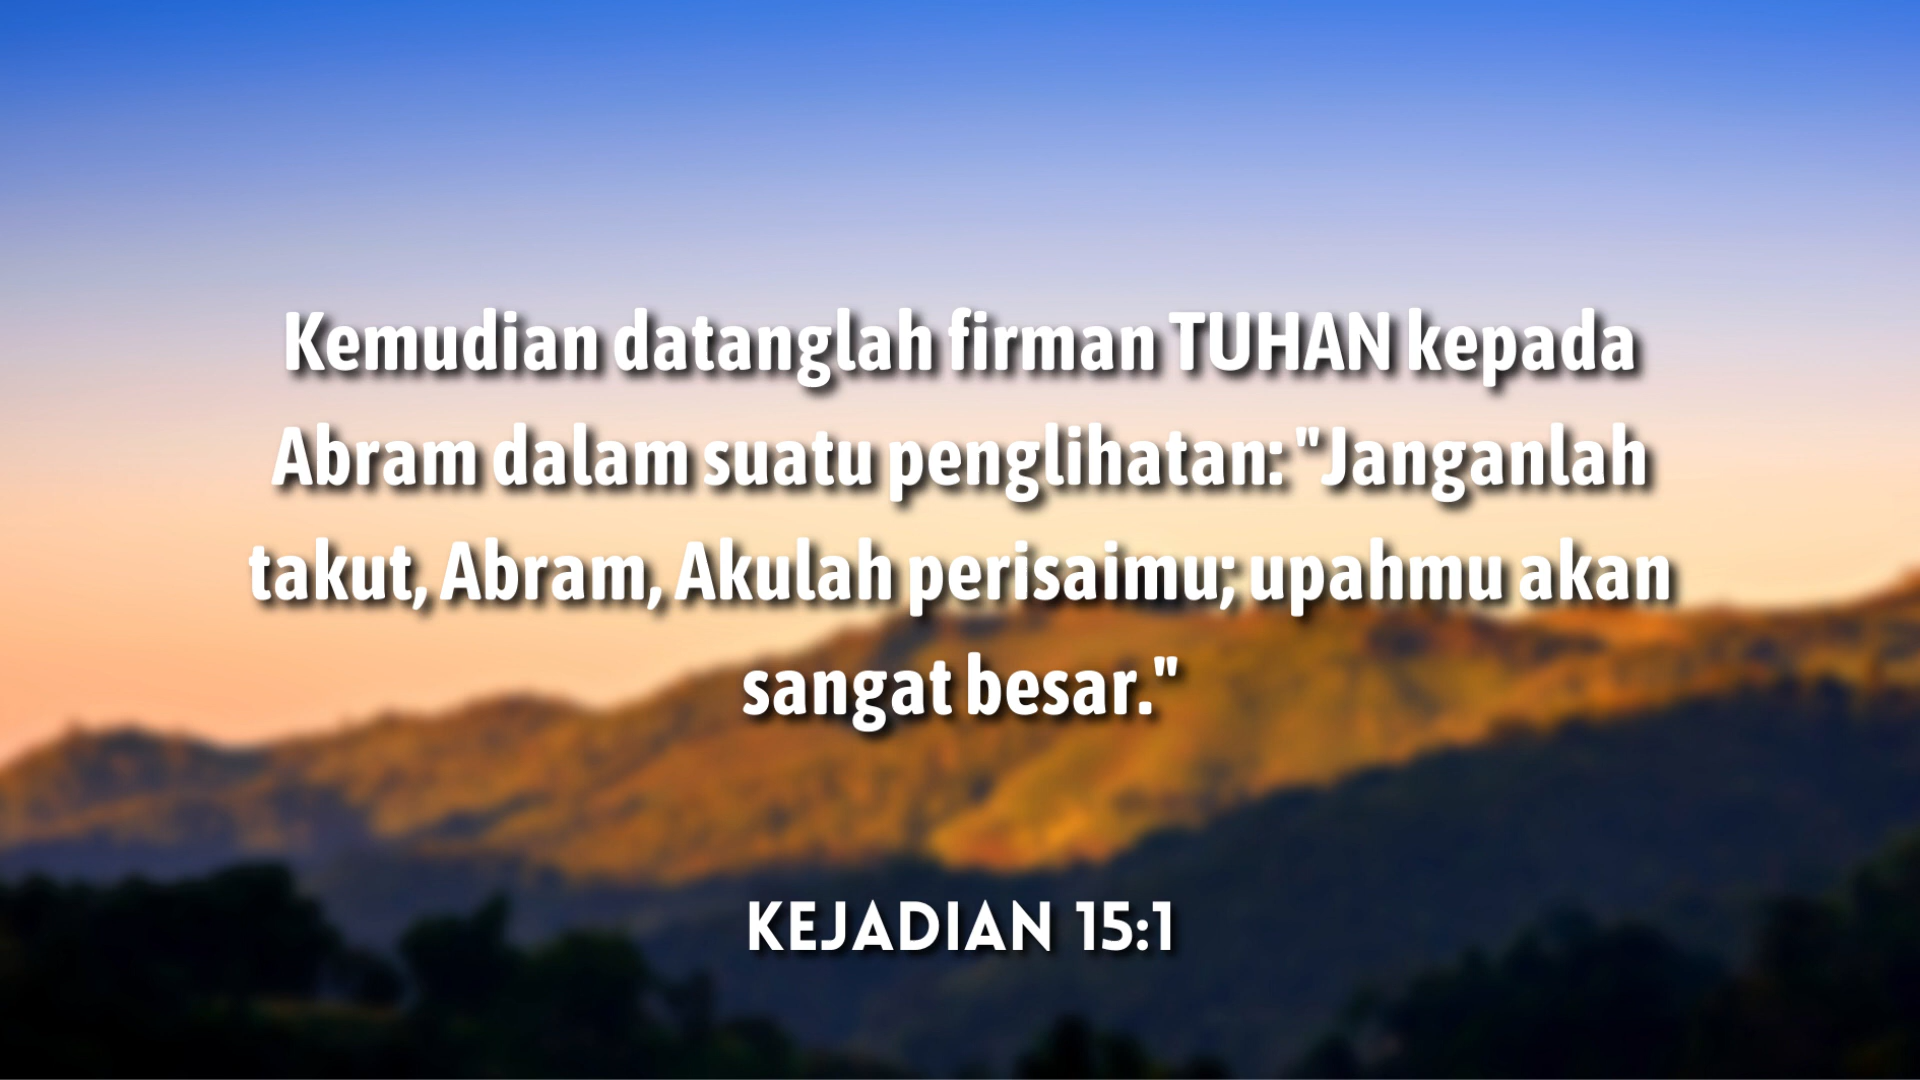 Kemudian datanglah firman TUHAN kepada
Abram dalam suatu penglihatan: "Janganlah
takut, Abram, Akulah perisaimu; upahmu akan
sangat besar."
KEJADIAN 15:1